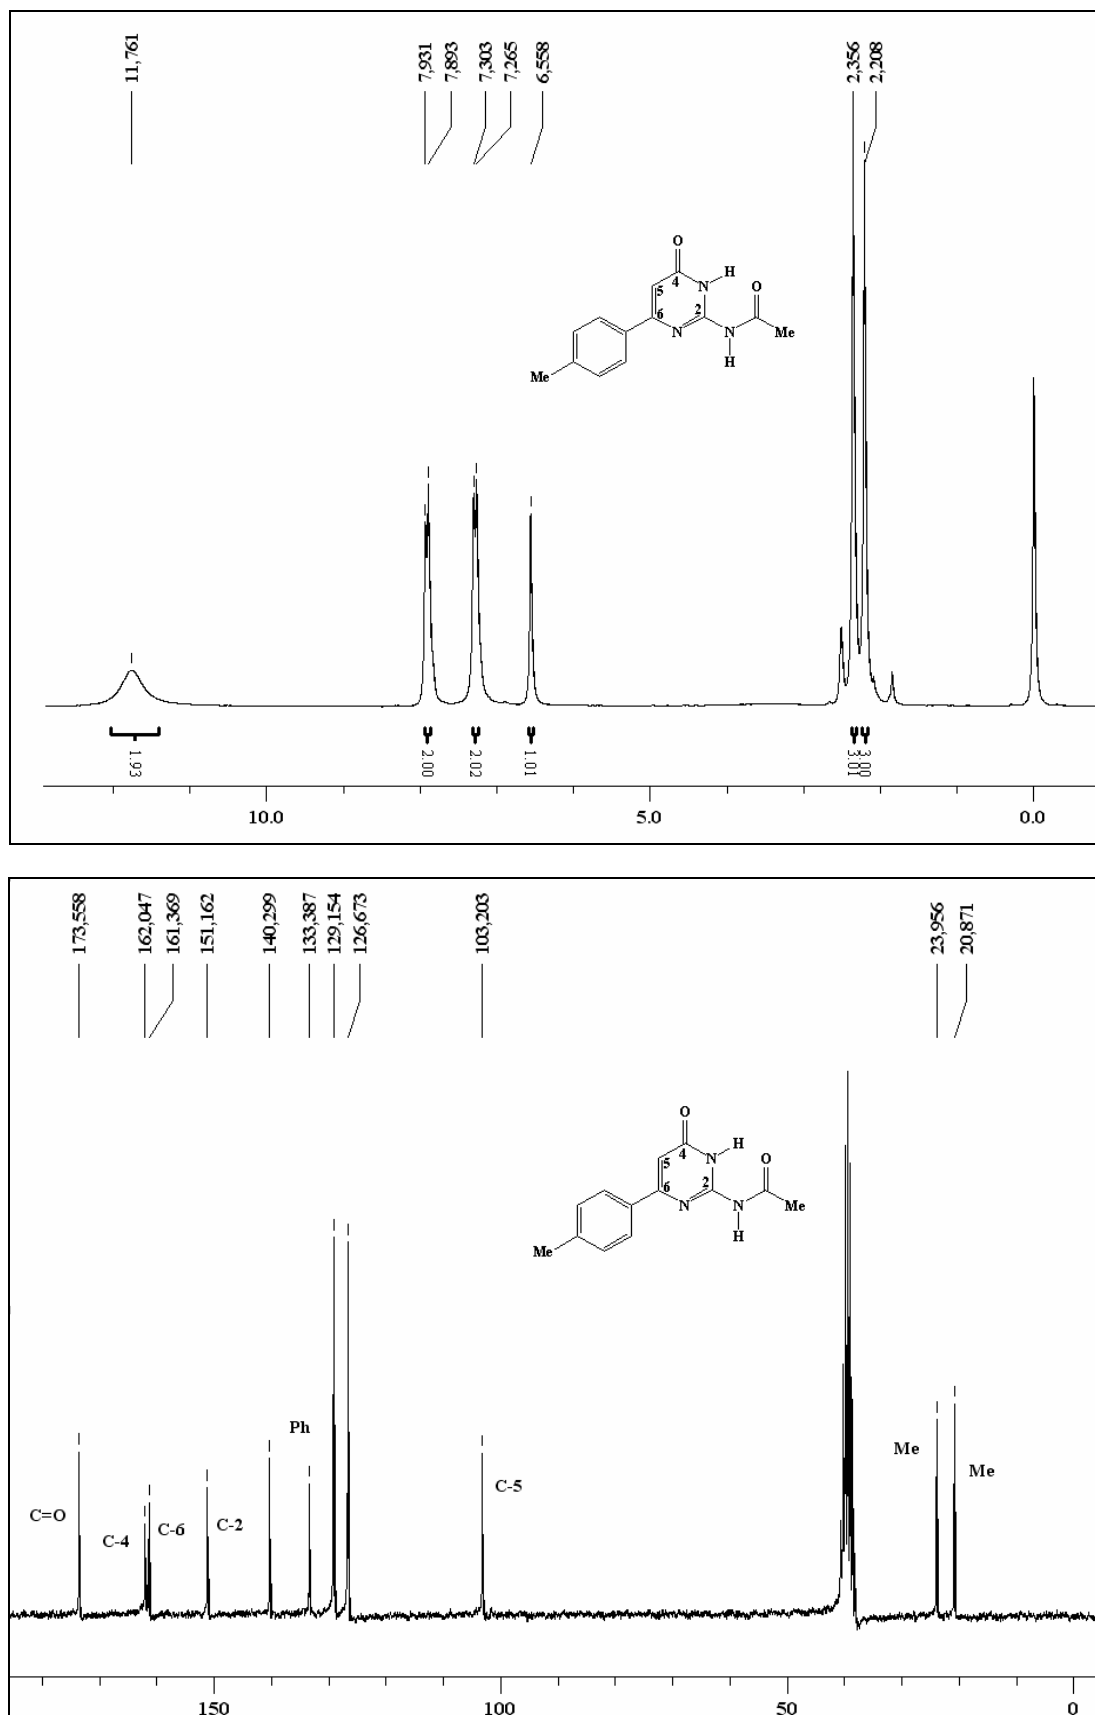 11,761
7,931
7,893
7,303
7,265
6,558
2,356
2,208
O
4
5
N
H
O
2
6
N
N
Me
H
Me
1.93
2.00
2.02
1.01
3.01
3.00
10.0
5.0
0.0
173,558
162,047
161,369
151,162
140,299
133,387
129,154
126,673
103,203
23,956
20,871
O
4
H
5
N
O
2
6
N
N
Me
H
Me
Ph
C-5
Me
Me
C=O
C-4
C-6
C-2
150
100
50
0